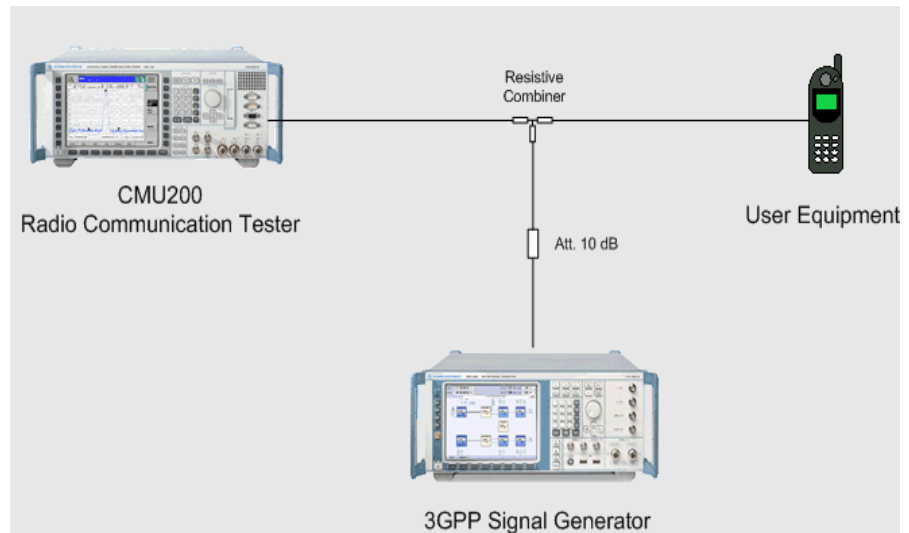 Resistive
Combiner
CMU200
Radio Communication Tester
User Equipment
Att. 10 dB
3GPP Signal Generator